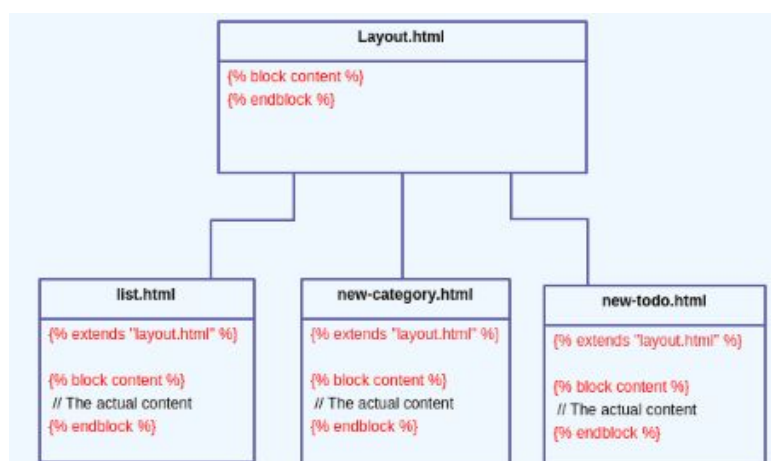 Layout.html
{% block content %}
{% endblock %}
list.html
{% extends "layout.html" %}
{% block content %}
// The actual content
{% endblock %}
new-category.html
{% extends "layout.html" %}
{% block content %}
// The actual content
{% endblock %}
new-todo.html
{% extends "layout.html" %}
{% block content %}
// The actual content
{% endblock %}